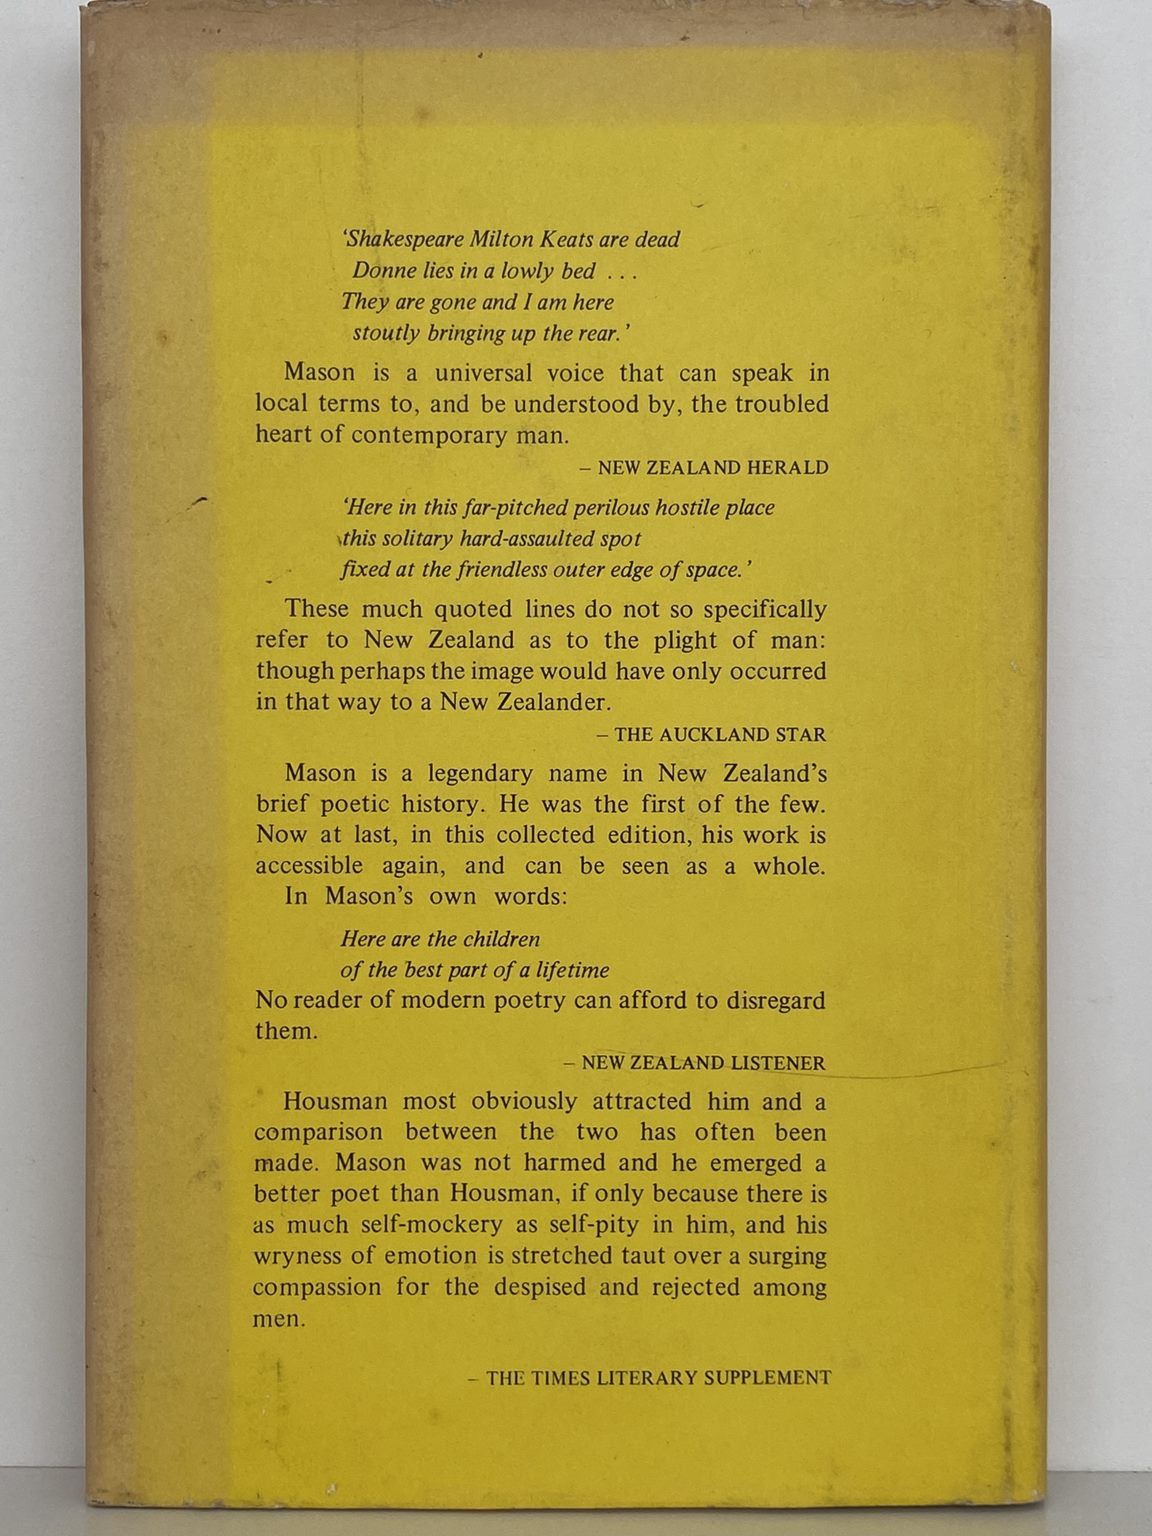 ‘Shakespeare Milton Keats are dead
Donne lies in a lowly bed . . .
They are gone and I am here
stoutly bringing up the rear.’
Mason is a universal voice that can speak in
local terms to, and be understood by, the troubled
heart of contemporary man.
– NEW ZEALAND HERALD
‘Here in this far-pitched perilous hostile place
this solitary hard-assaulted spot
fixed at the friendless outer edge of space.’
These much quoted lines do not so specifically
refer to New Zealand as to the plight of man:
though perhaps the image would have only occurred
in that way to a New Zealander.
– THE AUCKLAND STAR
Mason is a legendary name in New Zealand’s
brief poetic history. He was the first of the few.
Now at last, in this collected edition, his work is
accessible again, and can be seen as a whole.
In Mason’s own words:
Here are the children
of the best part of a lifetime
No reader of modern poetry can afford to disregard
them.
– NEW ZEALAND LISTENER
Housman most obviously attracted him and a
comparison between the two has often been
made. Mason was not harmed and he emerged a
better poet than Housman, if only because there is
as much self-mockery as self-pity in him, and his
wryness of emotion is stretched taut over a surging
compassion for the despised and rejected among
men.
– THE TIMES LITERARY SUPPLEMENT